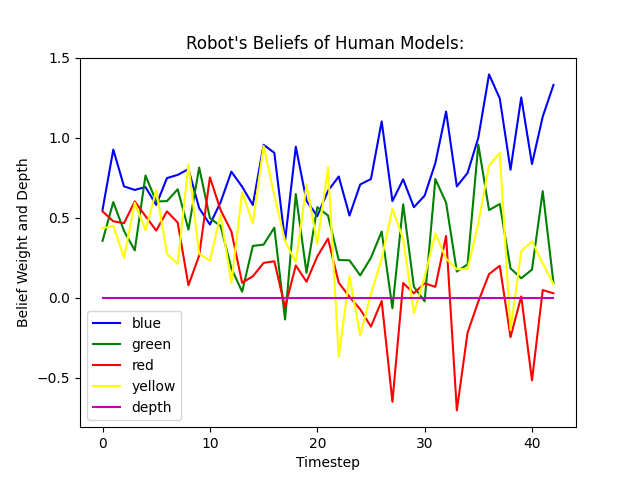 Robot's Beliefs of Human Models:
Belief Weight and Depth
1.5
1.0
0.5
0.0
−0.5
blue
green
red
yellow
depth
0 10 20 30 40
Timestep